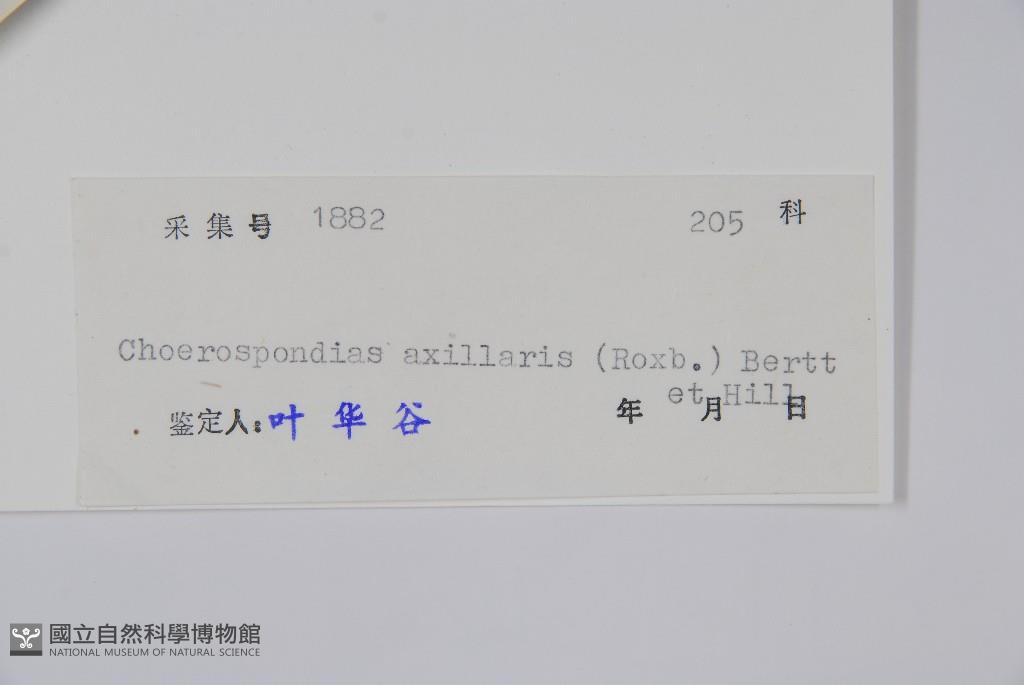 采集号 1882 205 科
Choerospondias axillaris (Roxb.) Bertt
et Hill
鉴定人:叶华谷 年 月 日
國立自然科學博物館
NATIONAL MUSEUM OF NATURAL SCIENCE